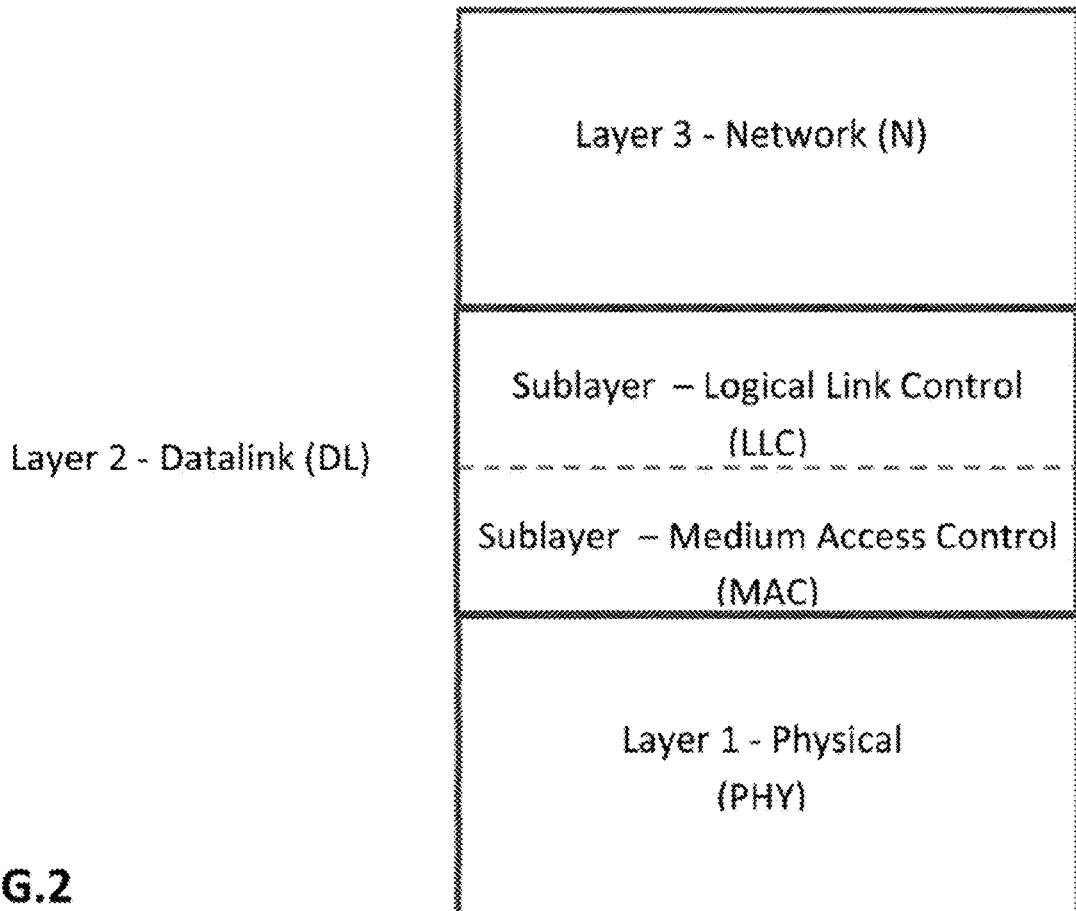 Layer 3 - Network (N)
Sublayer – Logical Link Control
(LLC)
Layer 2 - Datalink (DL)
Sublayer – Medium Access Control
(MAC)
Layer 1 - Physical
(PHY)
G.2